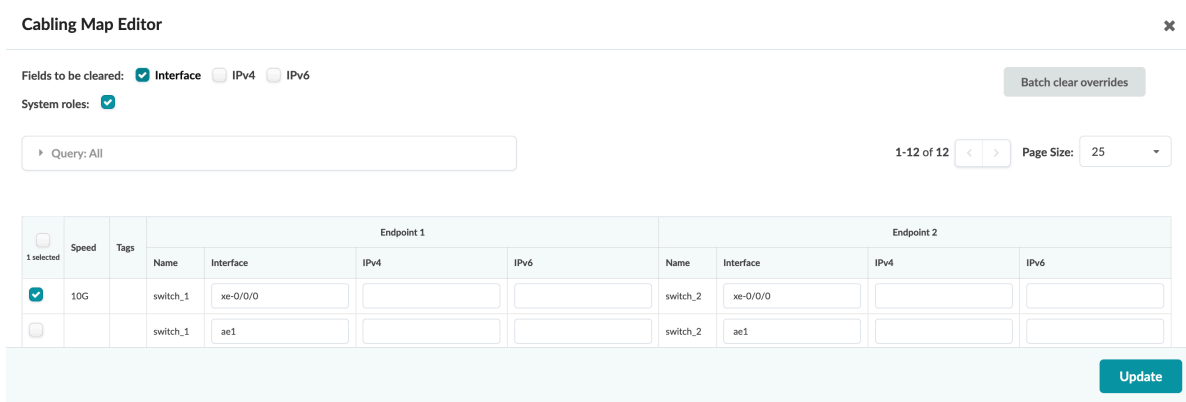 Cabling Map Editor
Fields to be cleared: Interface IPv4 IPv6
Batch clear overrides
System roles:
Query: All
1-12 of 12 Page Size: 25
Endpoint 1 Endpoint 2
1 selected Speed Tags
Name Interface IPv4 IPv6 Name Interface IPv4 IPv6
10G switch_1 xe-0/0/0 switch_2 xe-0/0/0
switch_1 ae1 switch_2 ae1
Update